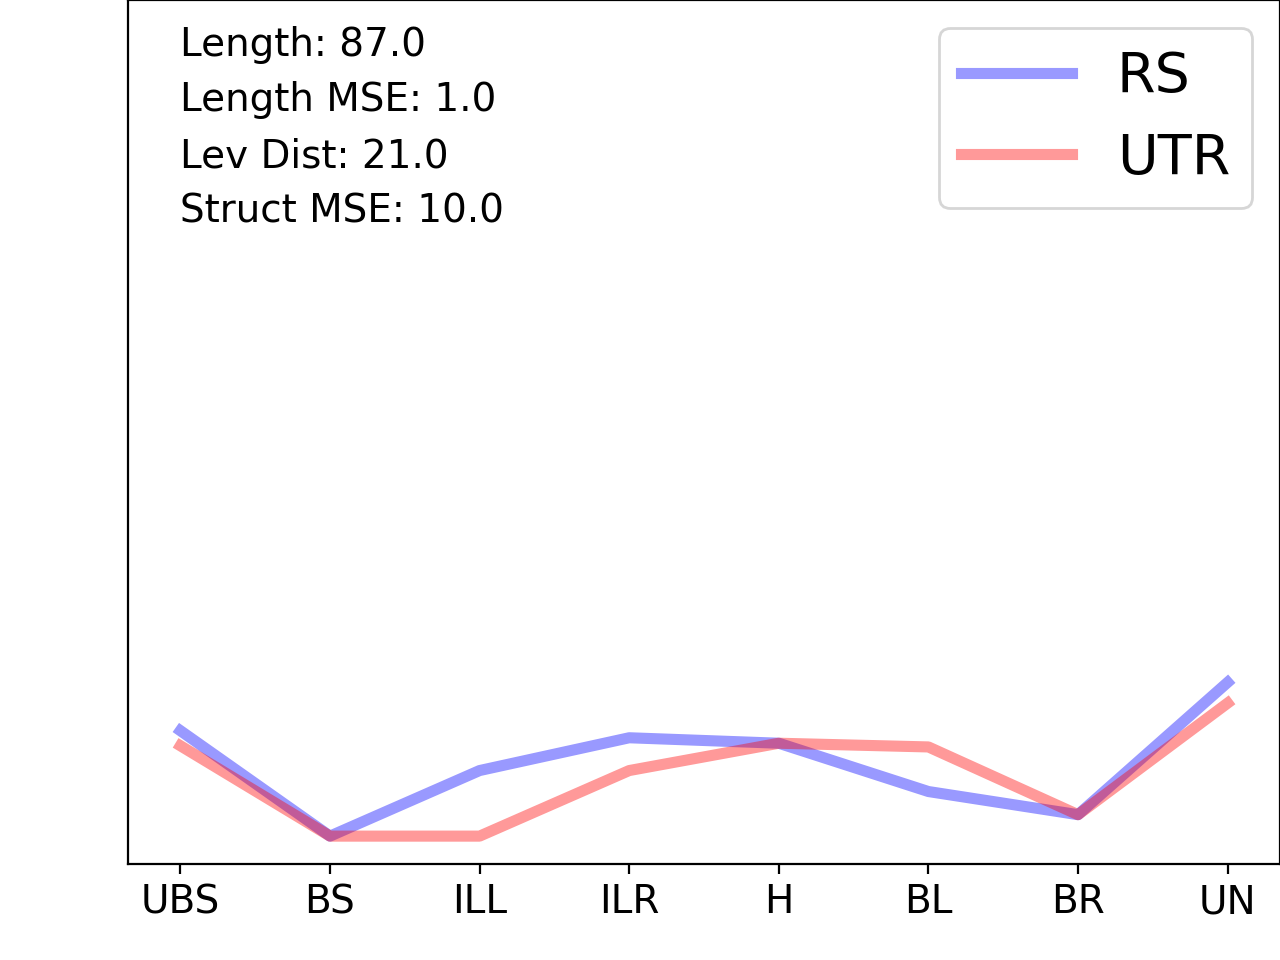 Length: 87.0
Length MSE: 1.0
Lev Dist: 21.0
Struct MSE: 10.0
RS
UTR
UBS BS ILL ILR H BL BR UN